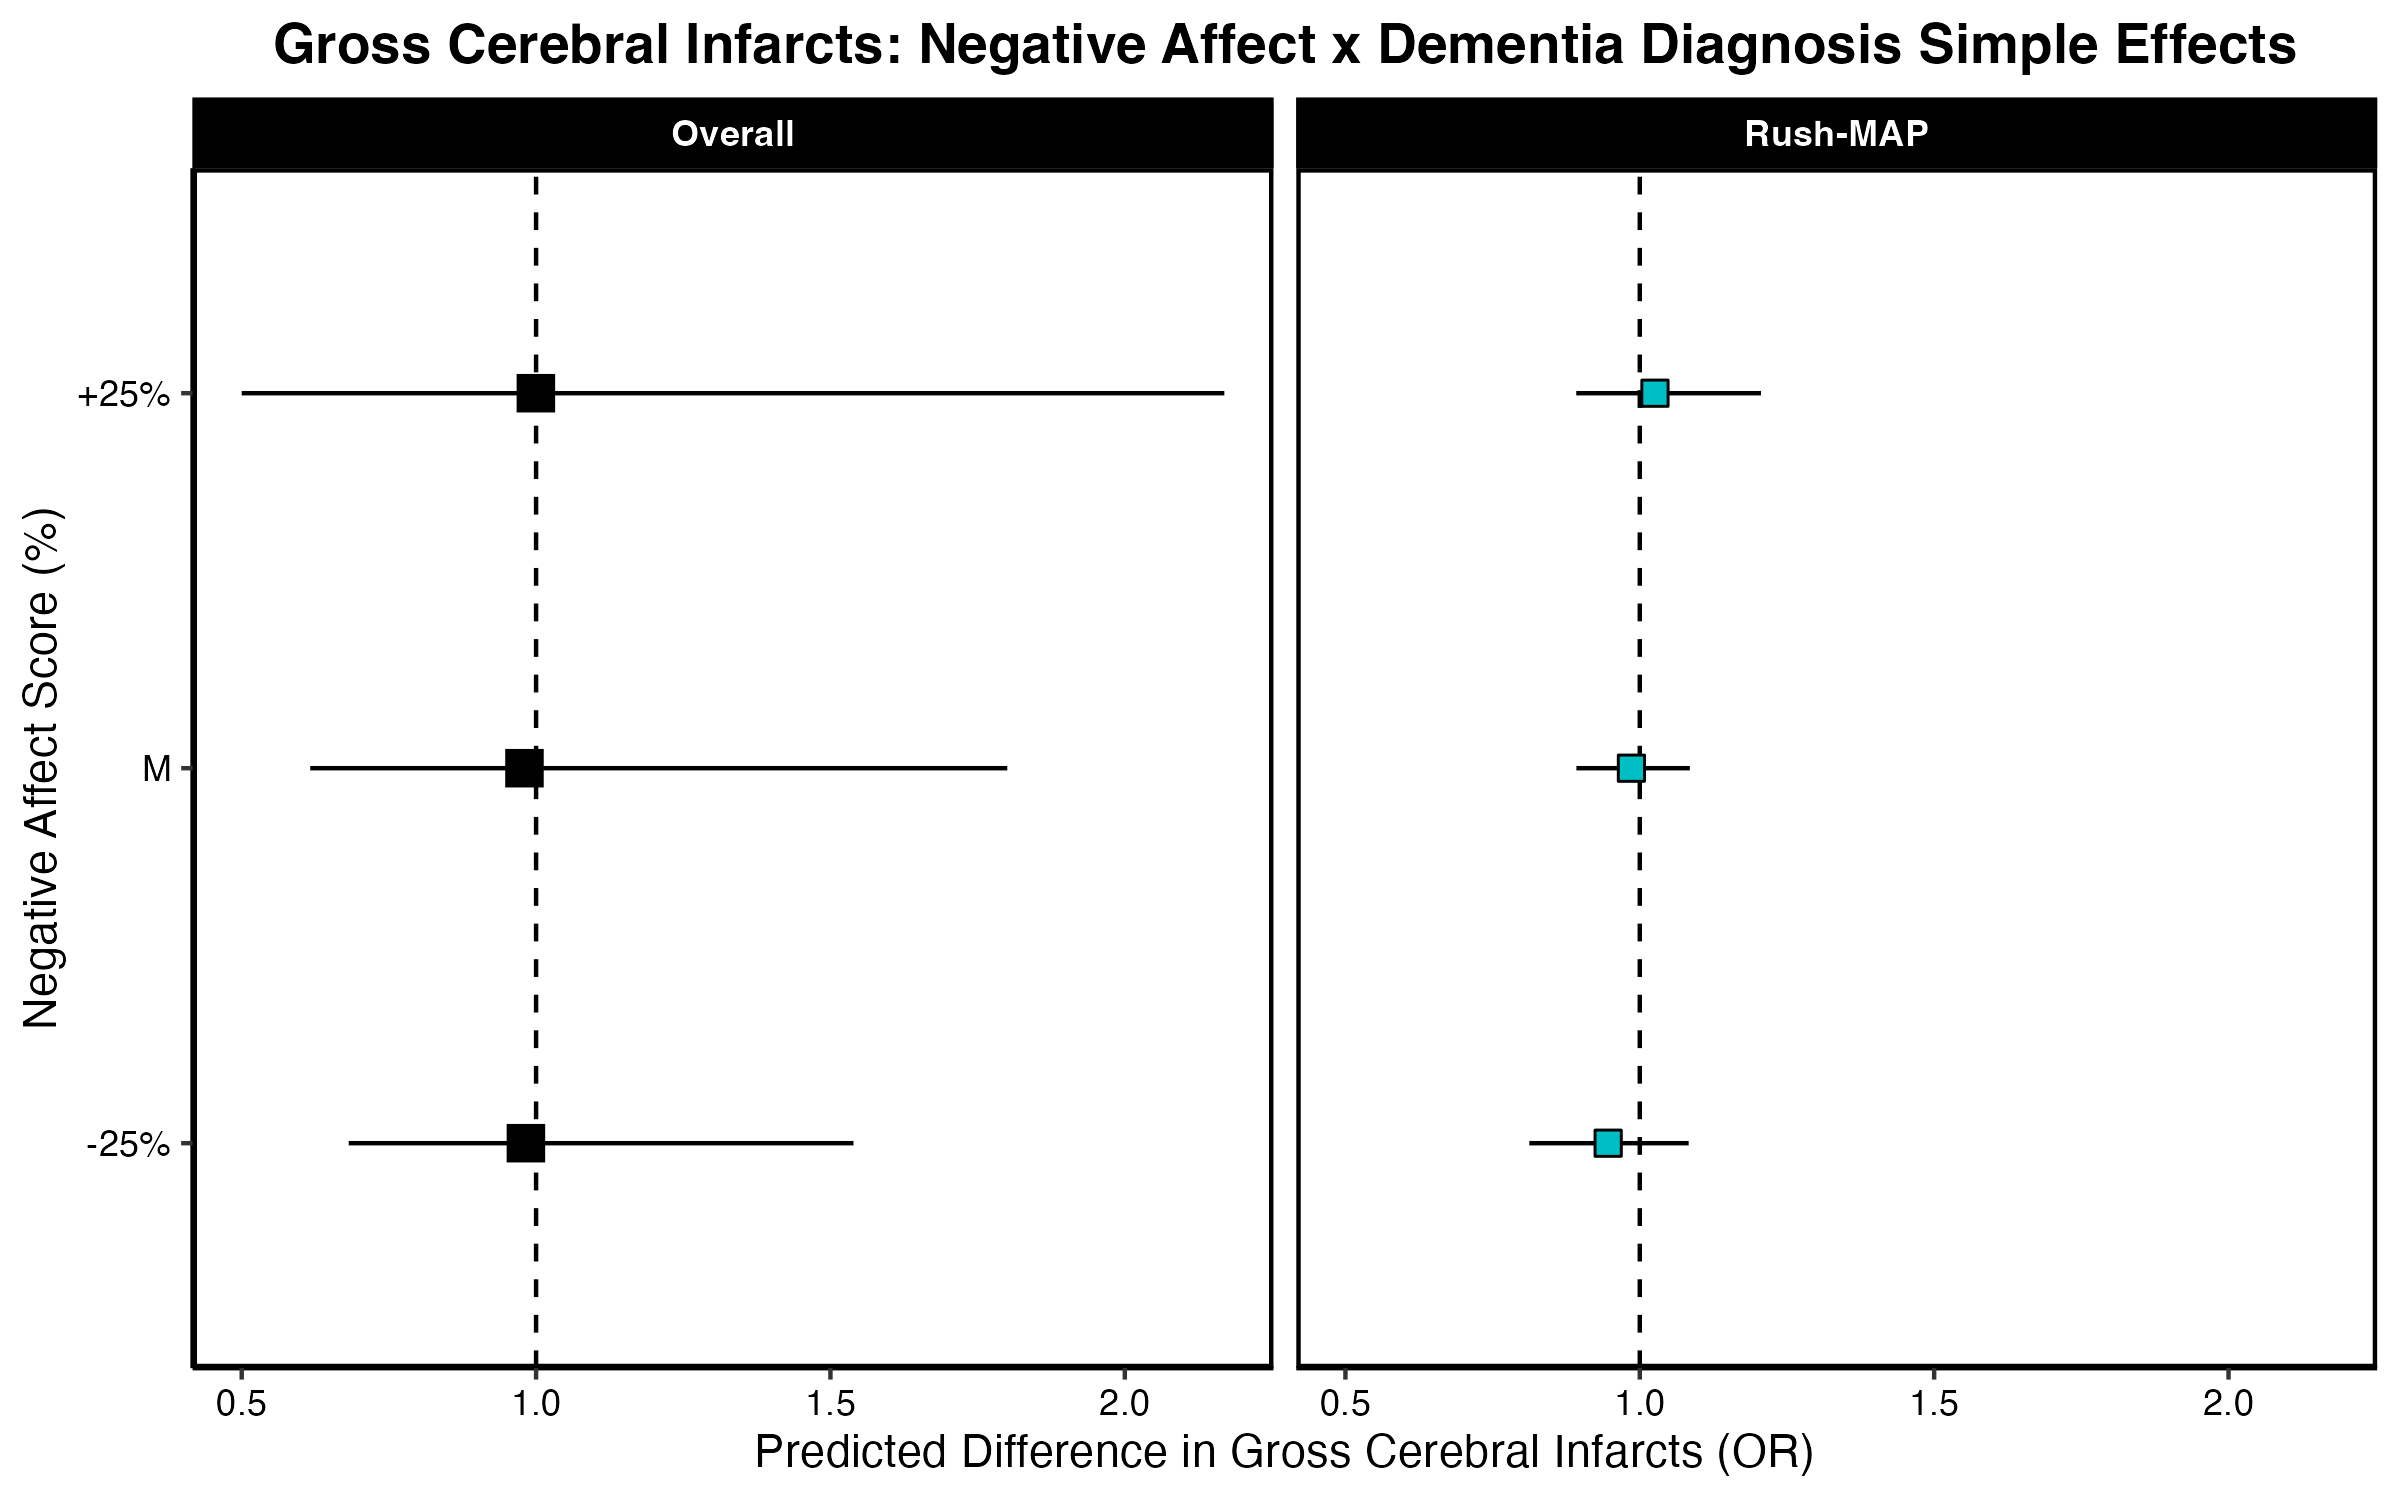 Gross Cerebral Infarcts: Negative Affect x Dementia Diagnosis Simple Effects
Overall
Rush-MAP
Negative Affect Score (%)
+25%
M
-25%
0.5 1.0 1.5 2.0
0.5 1.0 1.5 2.0
Predicted Difference in Gross Cerebral Infarcts (OR)